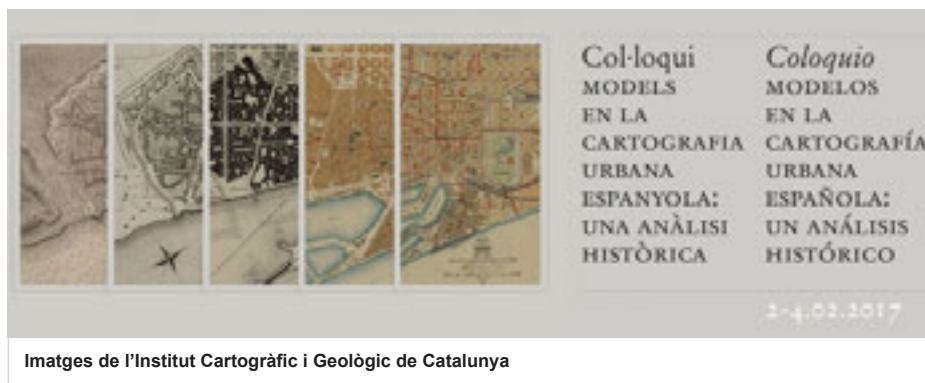 Col·loqui
MODELS
EN LA
CARTOGRAFIA
URBANA
ESPANYOLA:
UNA ANÀLISI
HISTÒRICA
Coloquio
MODELOS
EN LA
CARTOGRAFÍA
URBANA
ESPAÑOLA:
UN ANÁLISIS
HISTÓRICO
2-4.02.2017
Imatges de l'Institut Cartogràfic i Geològic de Catalunya